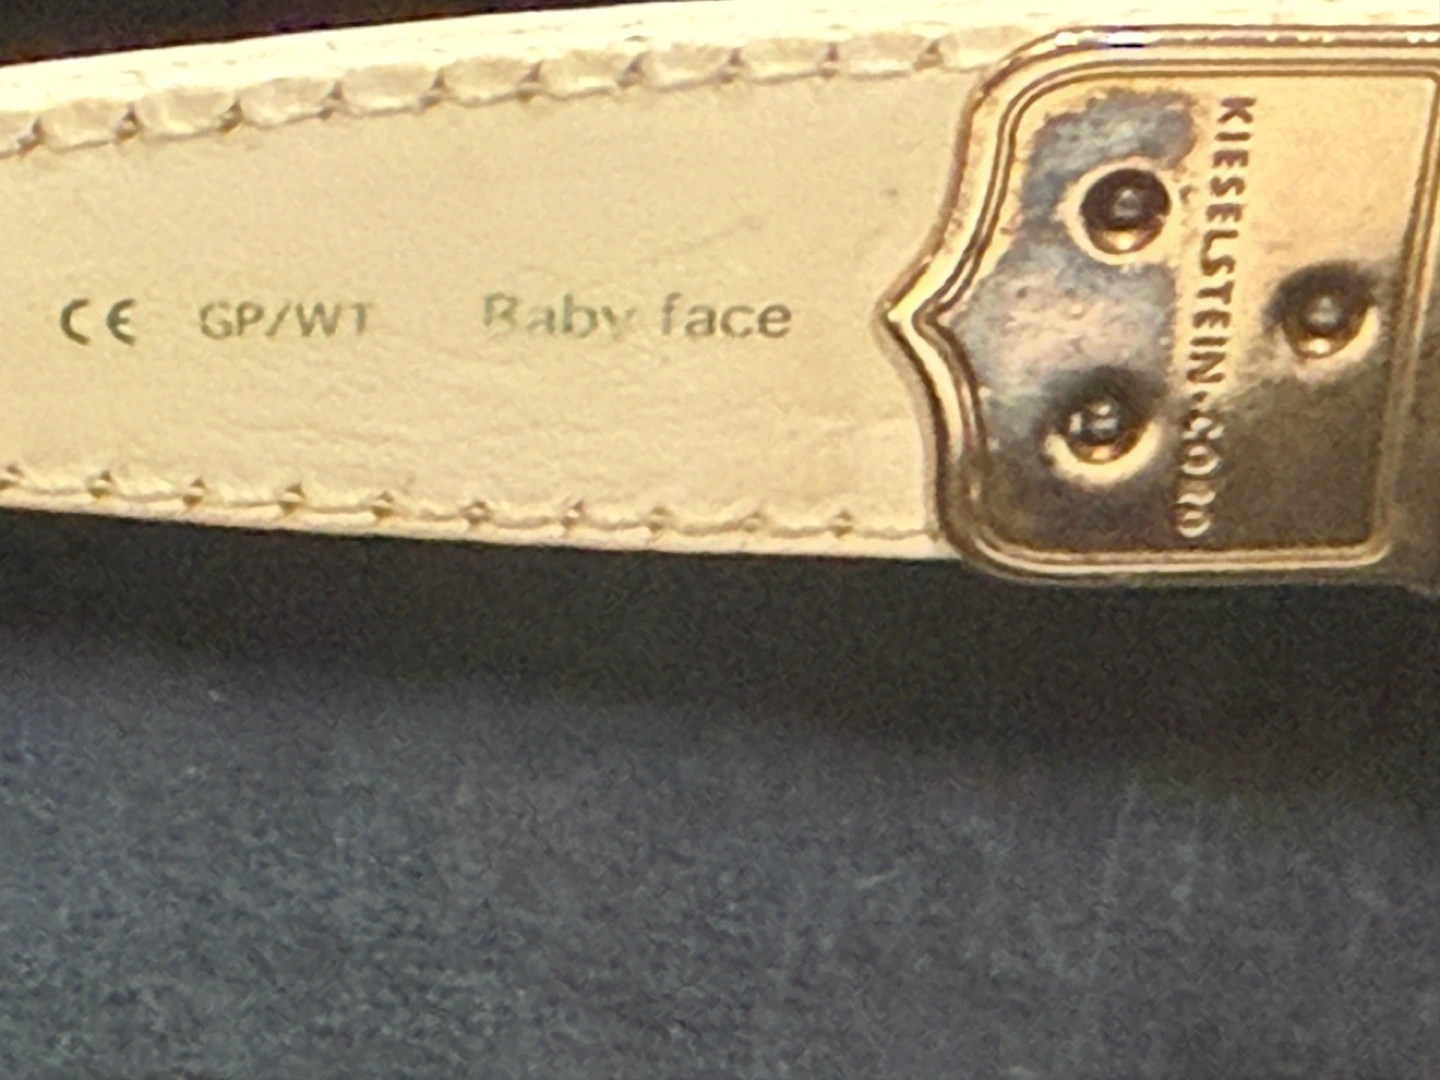 CE GP/WT Baby face
KIESELSTEIN·CORD